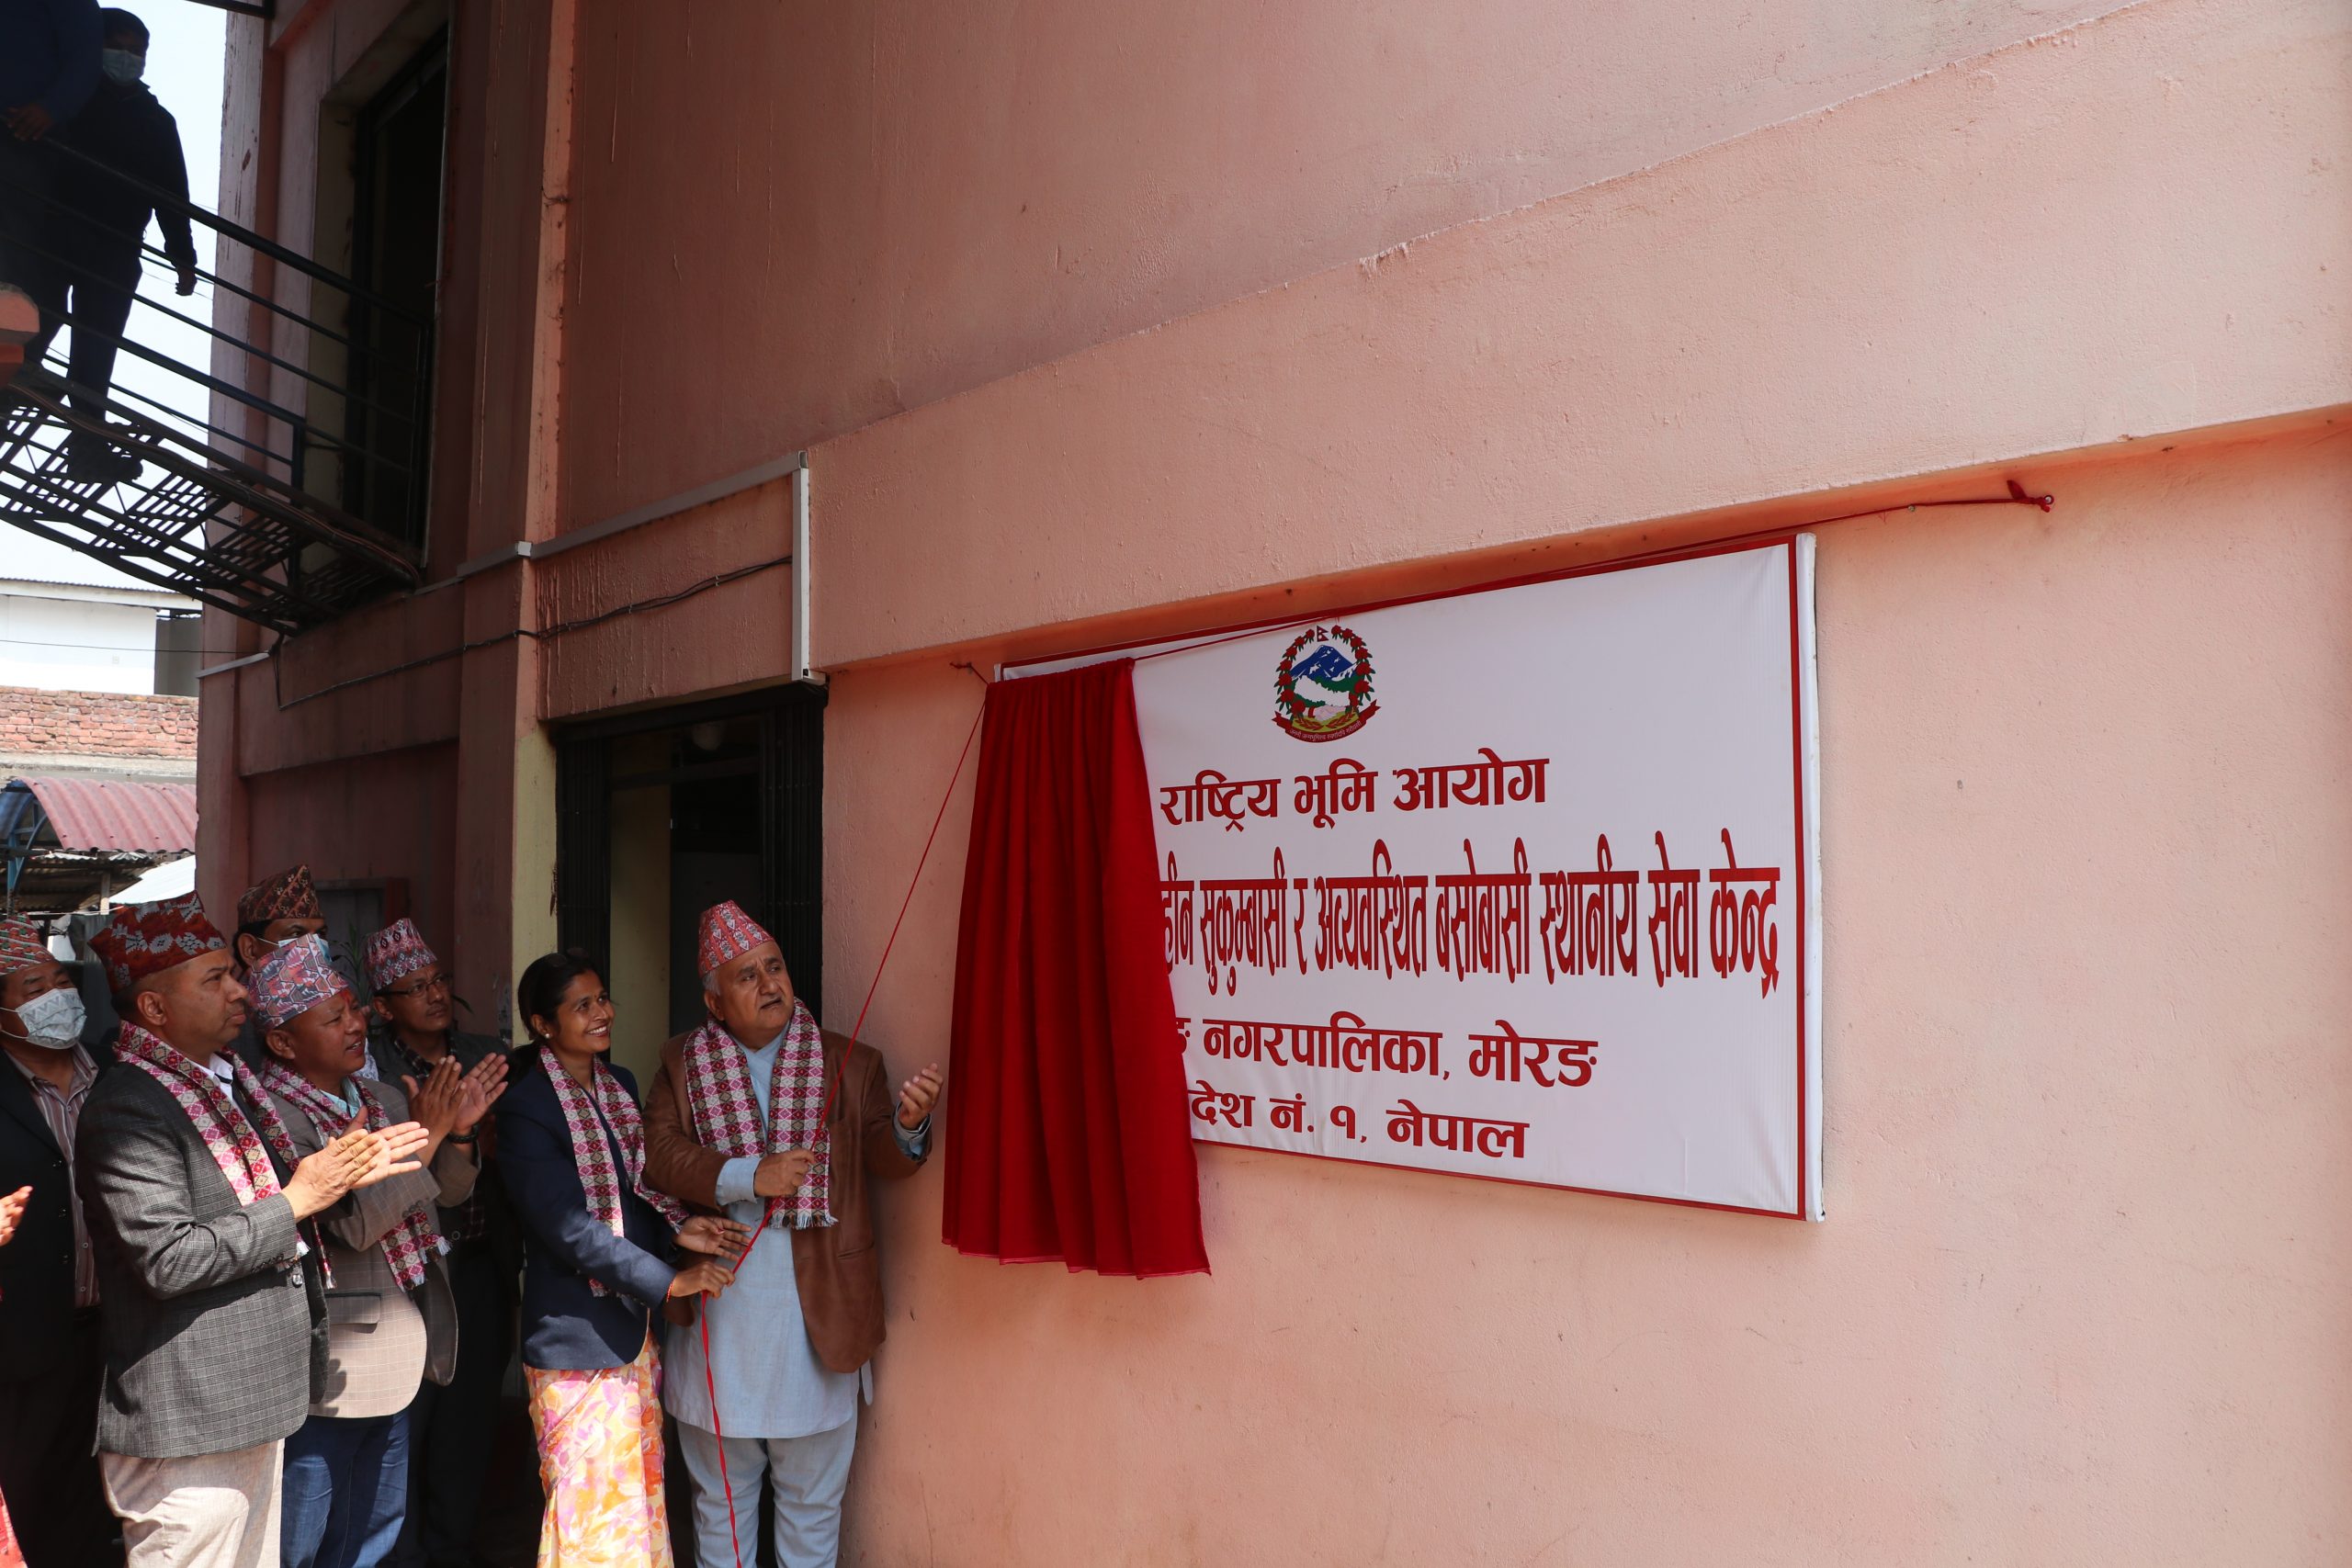 राष्ट्रिय भूमि आयोग
हीन सुकुम्बासी र अव्यवस्थित बसोबासी स्थानीय सेवा केन्द्र
ङ नगरपालिका, मोरङ
देश नं. १, नेपाल